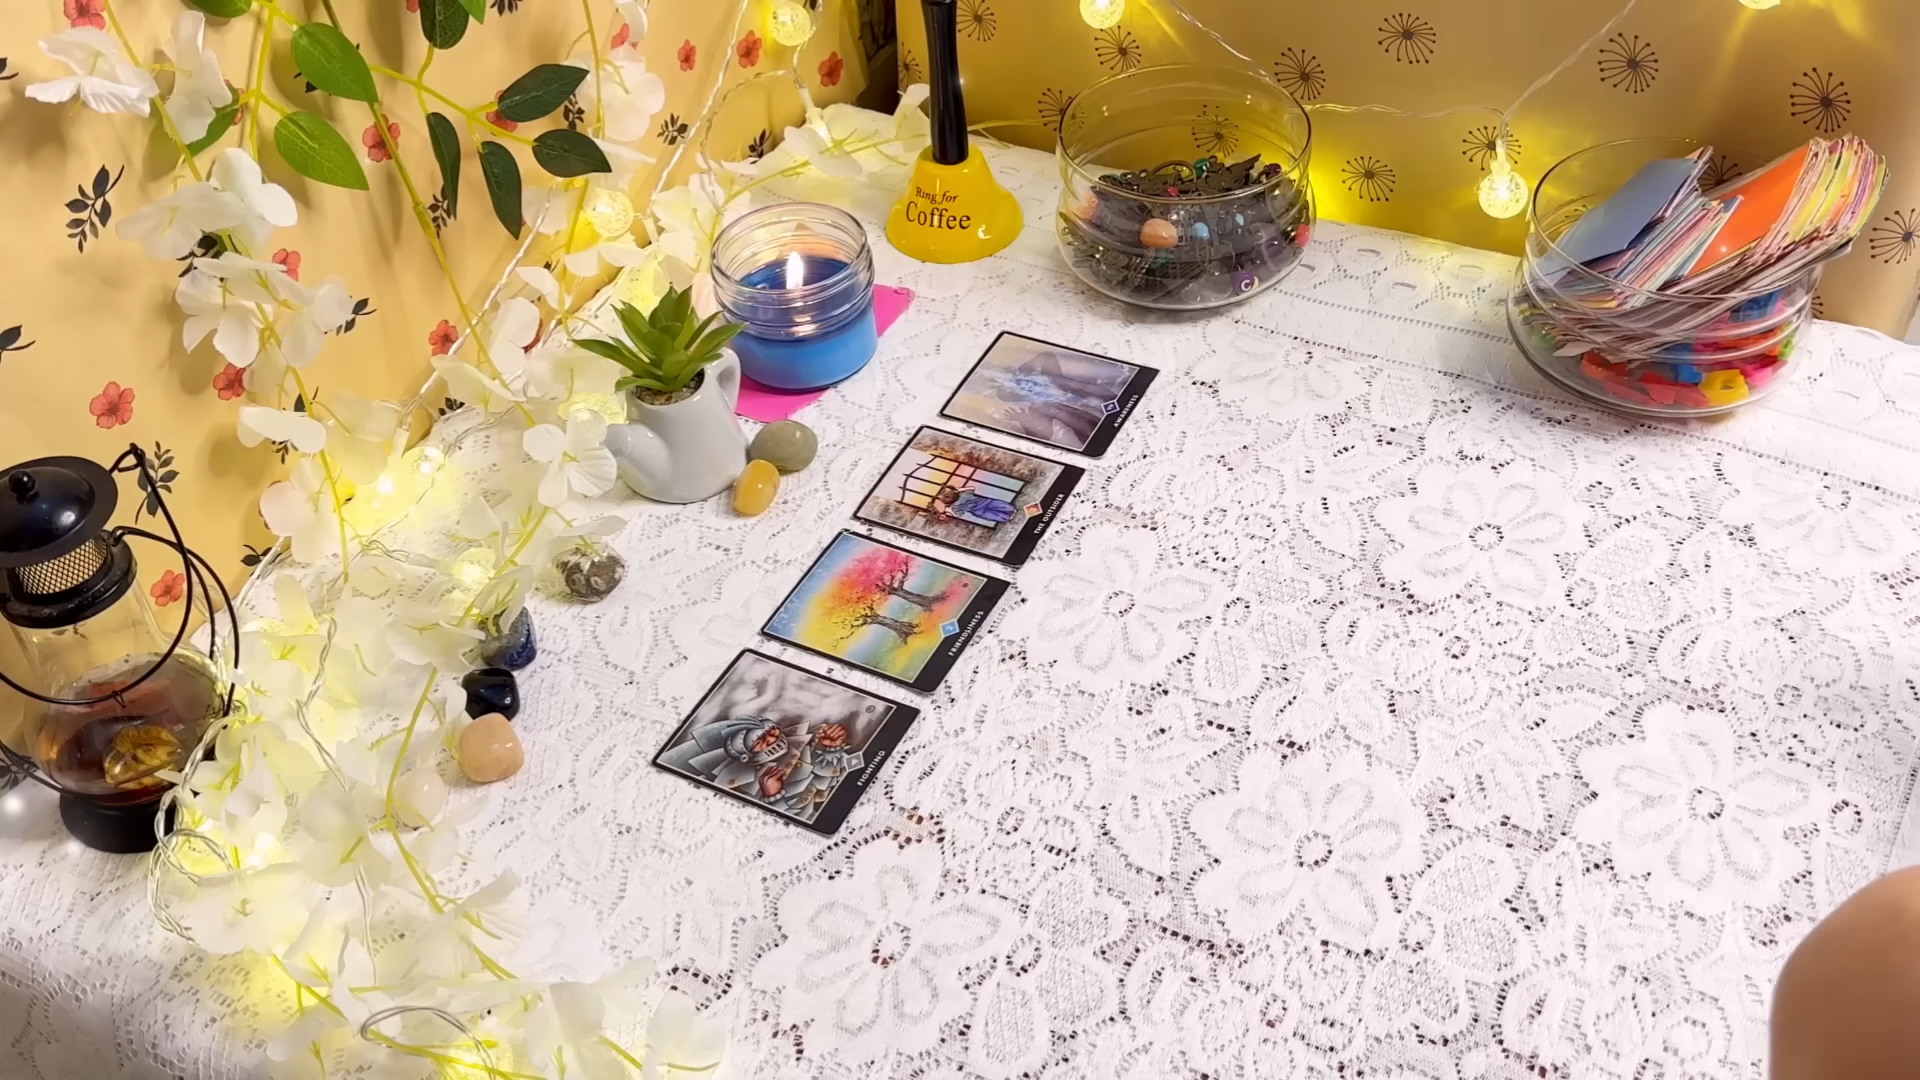 Ring for
Coffee
AWARENESS
THE OUTSIDER
FRIENDLINESS
FIGHTING
C